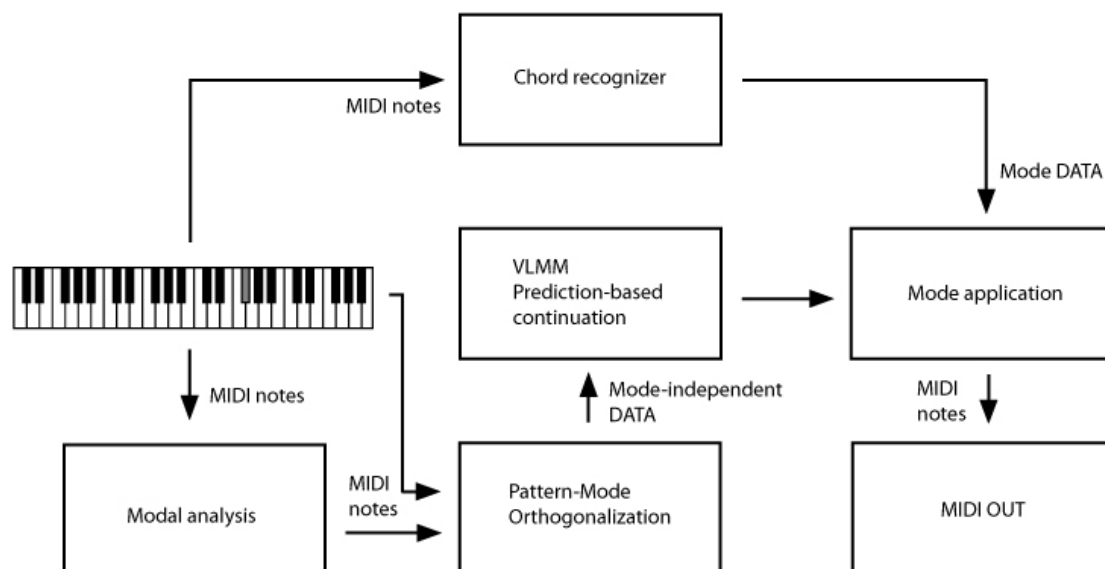 Chord recognizer
MIDI notes
Mode DATA
VLMM
Prediction-based
continuation
Mode application
MIDI notes
Mode-independent
DATA
MIDI
notes
Modal analysis
MIDI
notes
Pattern-Mode
Orthogonalization
MIDI OUT